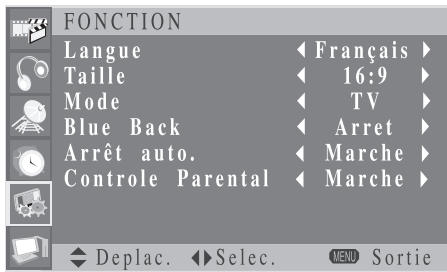 FONCTION
Langue Français
Taille 16:9
Mode TV
Blue Back Arret
Arrêt auto. Marche
Controle Parental Marche
Deplac. Selec. MENU Sortie